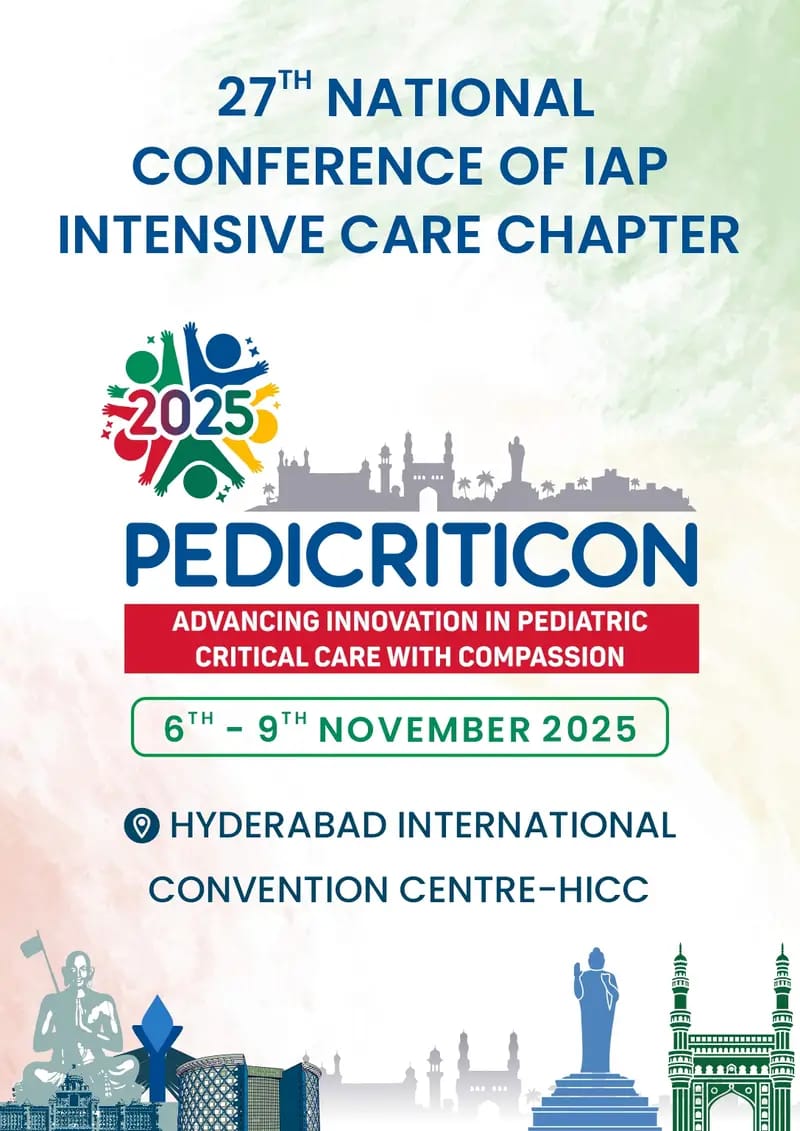 27TH NATIONAL
CONFERENCE OF IAP
INTENSIVE CARE CHAPTER
2025
PEDICRITICON
ADVANCING INNOVATION IN PEDIATRIC
CRITICAL CARE WITH COMPASSION
6TH - 9TH NOVEMBER 2025
HYDERABAD INTERNATIONAL
CONVENTION CENTRE-HICC